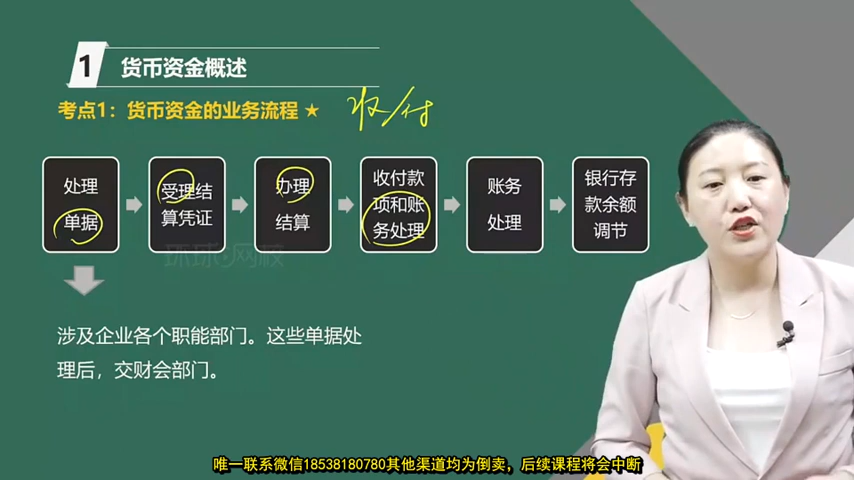 1 货币资金概述
考点1：货币资金的业务流程 ★ 收/付
处理
单据
受理结
算凭证
办理
结算
收付款
项和账
务处理
账务
处理
银行存
款余额
调节
环球网校
涉及企业各个职能部门。这些单据处
理后，交财会部门。
唯一联系微信18538180780其他渠道均为倒卖，后续课程将会中断